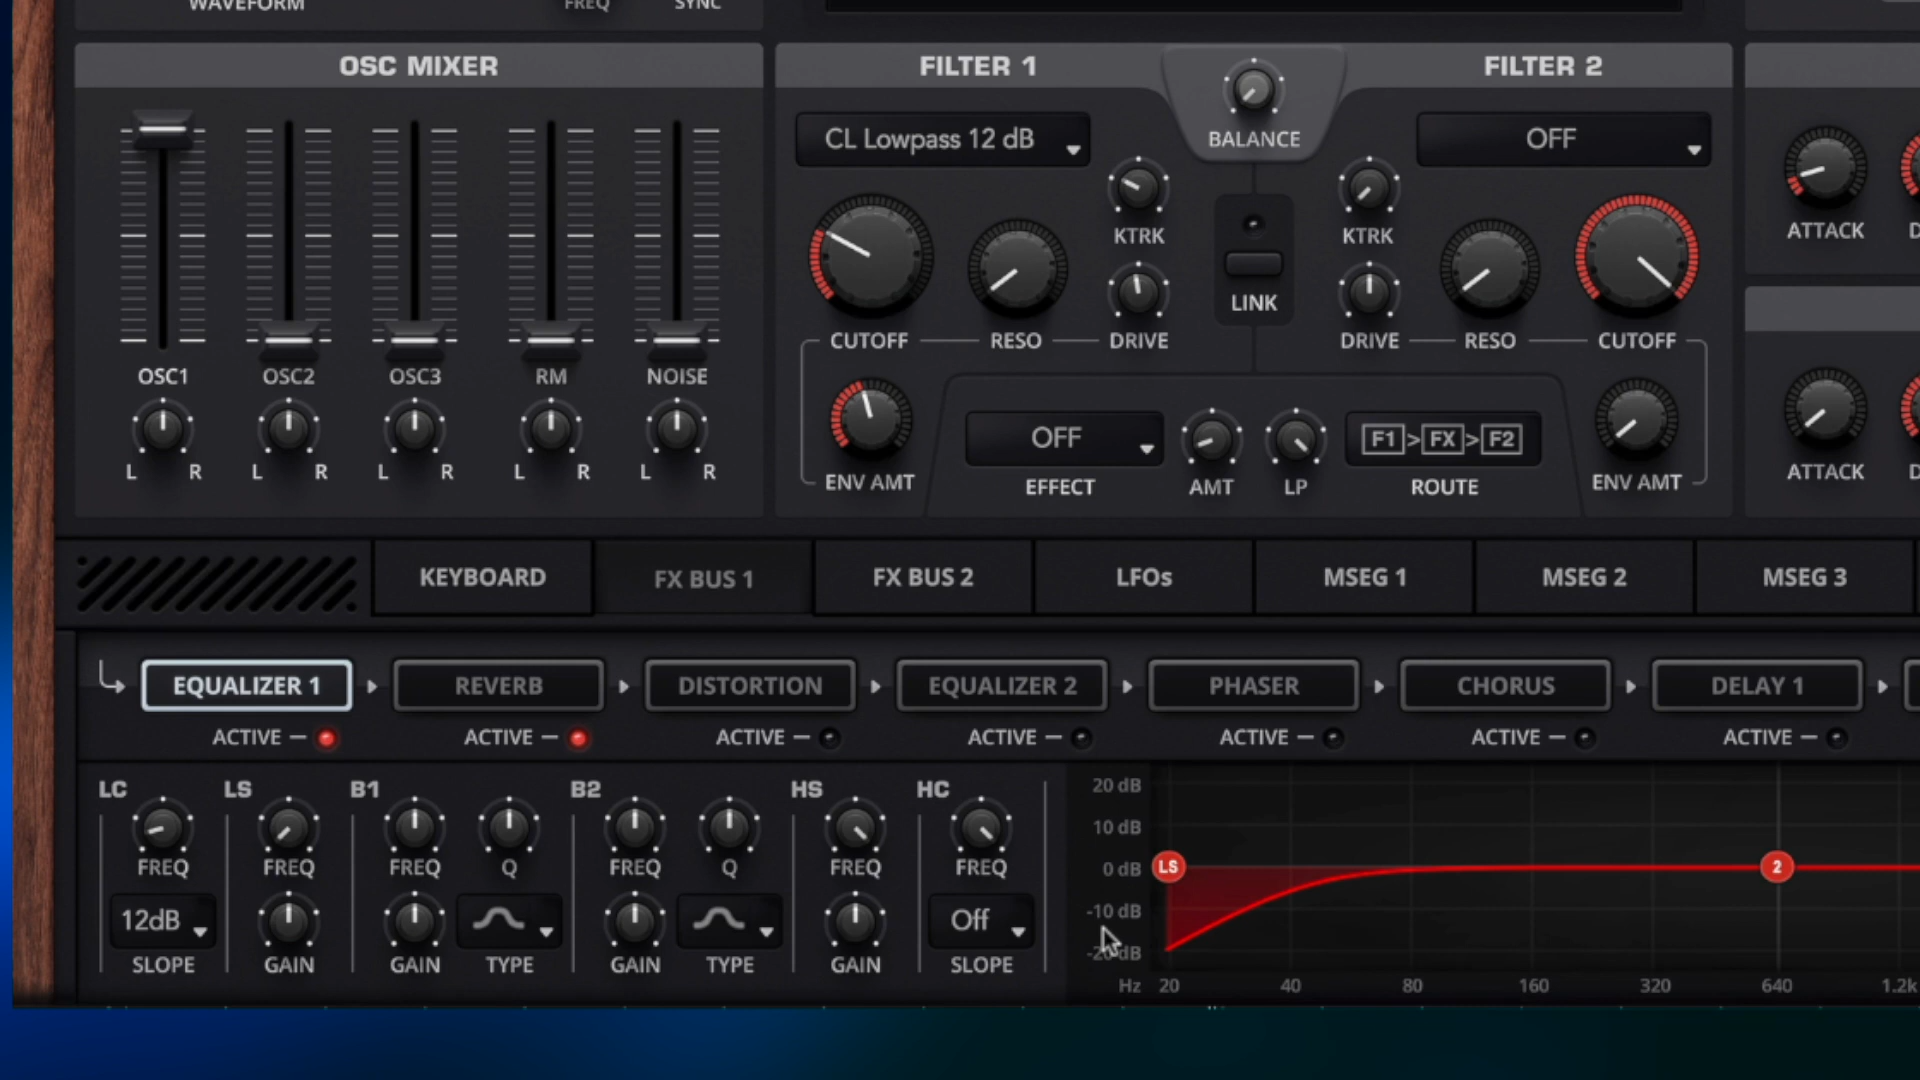 WAVEFORM FREQ SYNC
OSC MIXER
OSC1 OSC2 OSC3 RM NOISE
L R L R L R L R L R
FILTER 1
BALANCE
FILTER 2
CL Lowpass 12 dB
OFF
KTRK
KTRK
LINK
CUTOFF RESO DRIVE
DRIVE RESO CUTOFF
ENV AMT
OFF
EFFECT
AMT LP
F1>FX>F2
ROUTE
ENV AMT
ATTACK D
ATTACK
KEYBOARD FX BUS 1 FX BUS 2 LFOs MSEG 1 MSEG 2 MSEG 3
EQUALIZER 1 REVERB DISTORTION EQUALIZER 2 PHASER CHORUS DELAY 1
ACTIVE ACTIVE ACTIVE ACTIVE ACTIVE ACTIVE ACTIVE
LC LS B1 B2 HS HC
FREQ FREQ FREQ Q FREQ Q FREQ FREQ
12dB Off
SLOPE GAIN GAIN TYPE GAIN TYPE GAIN SLOPE
20 dB
10 dB
0 dB
-10 dB
-20 dB
LS 2
Hz 20 40 80 160 320 640 1.2k